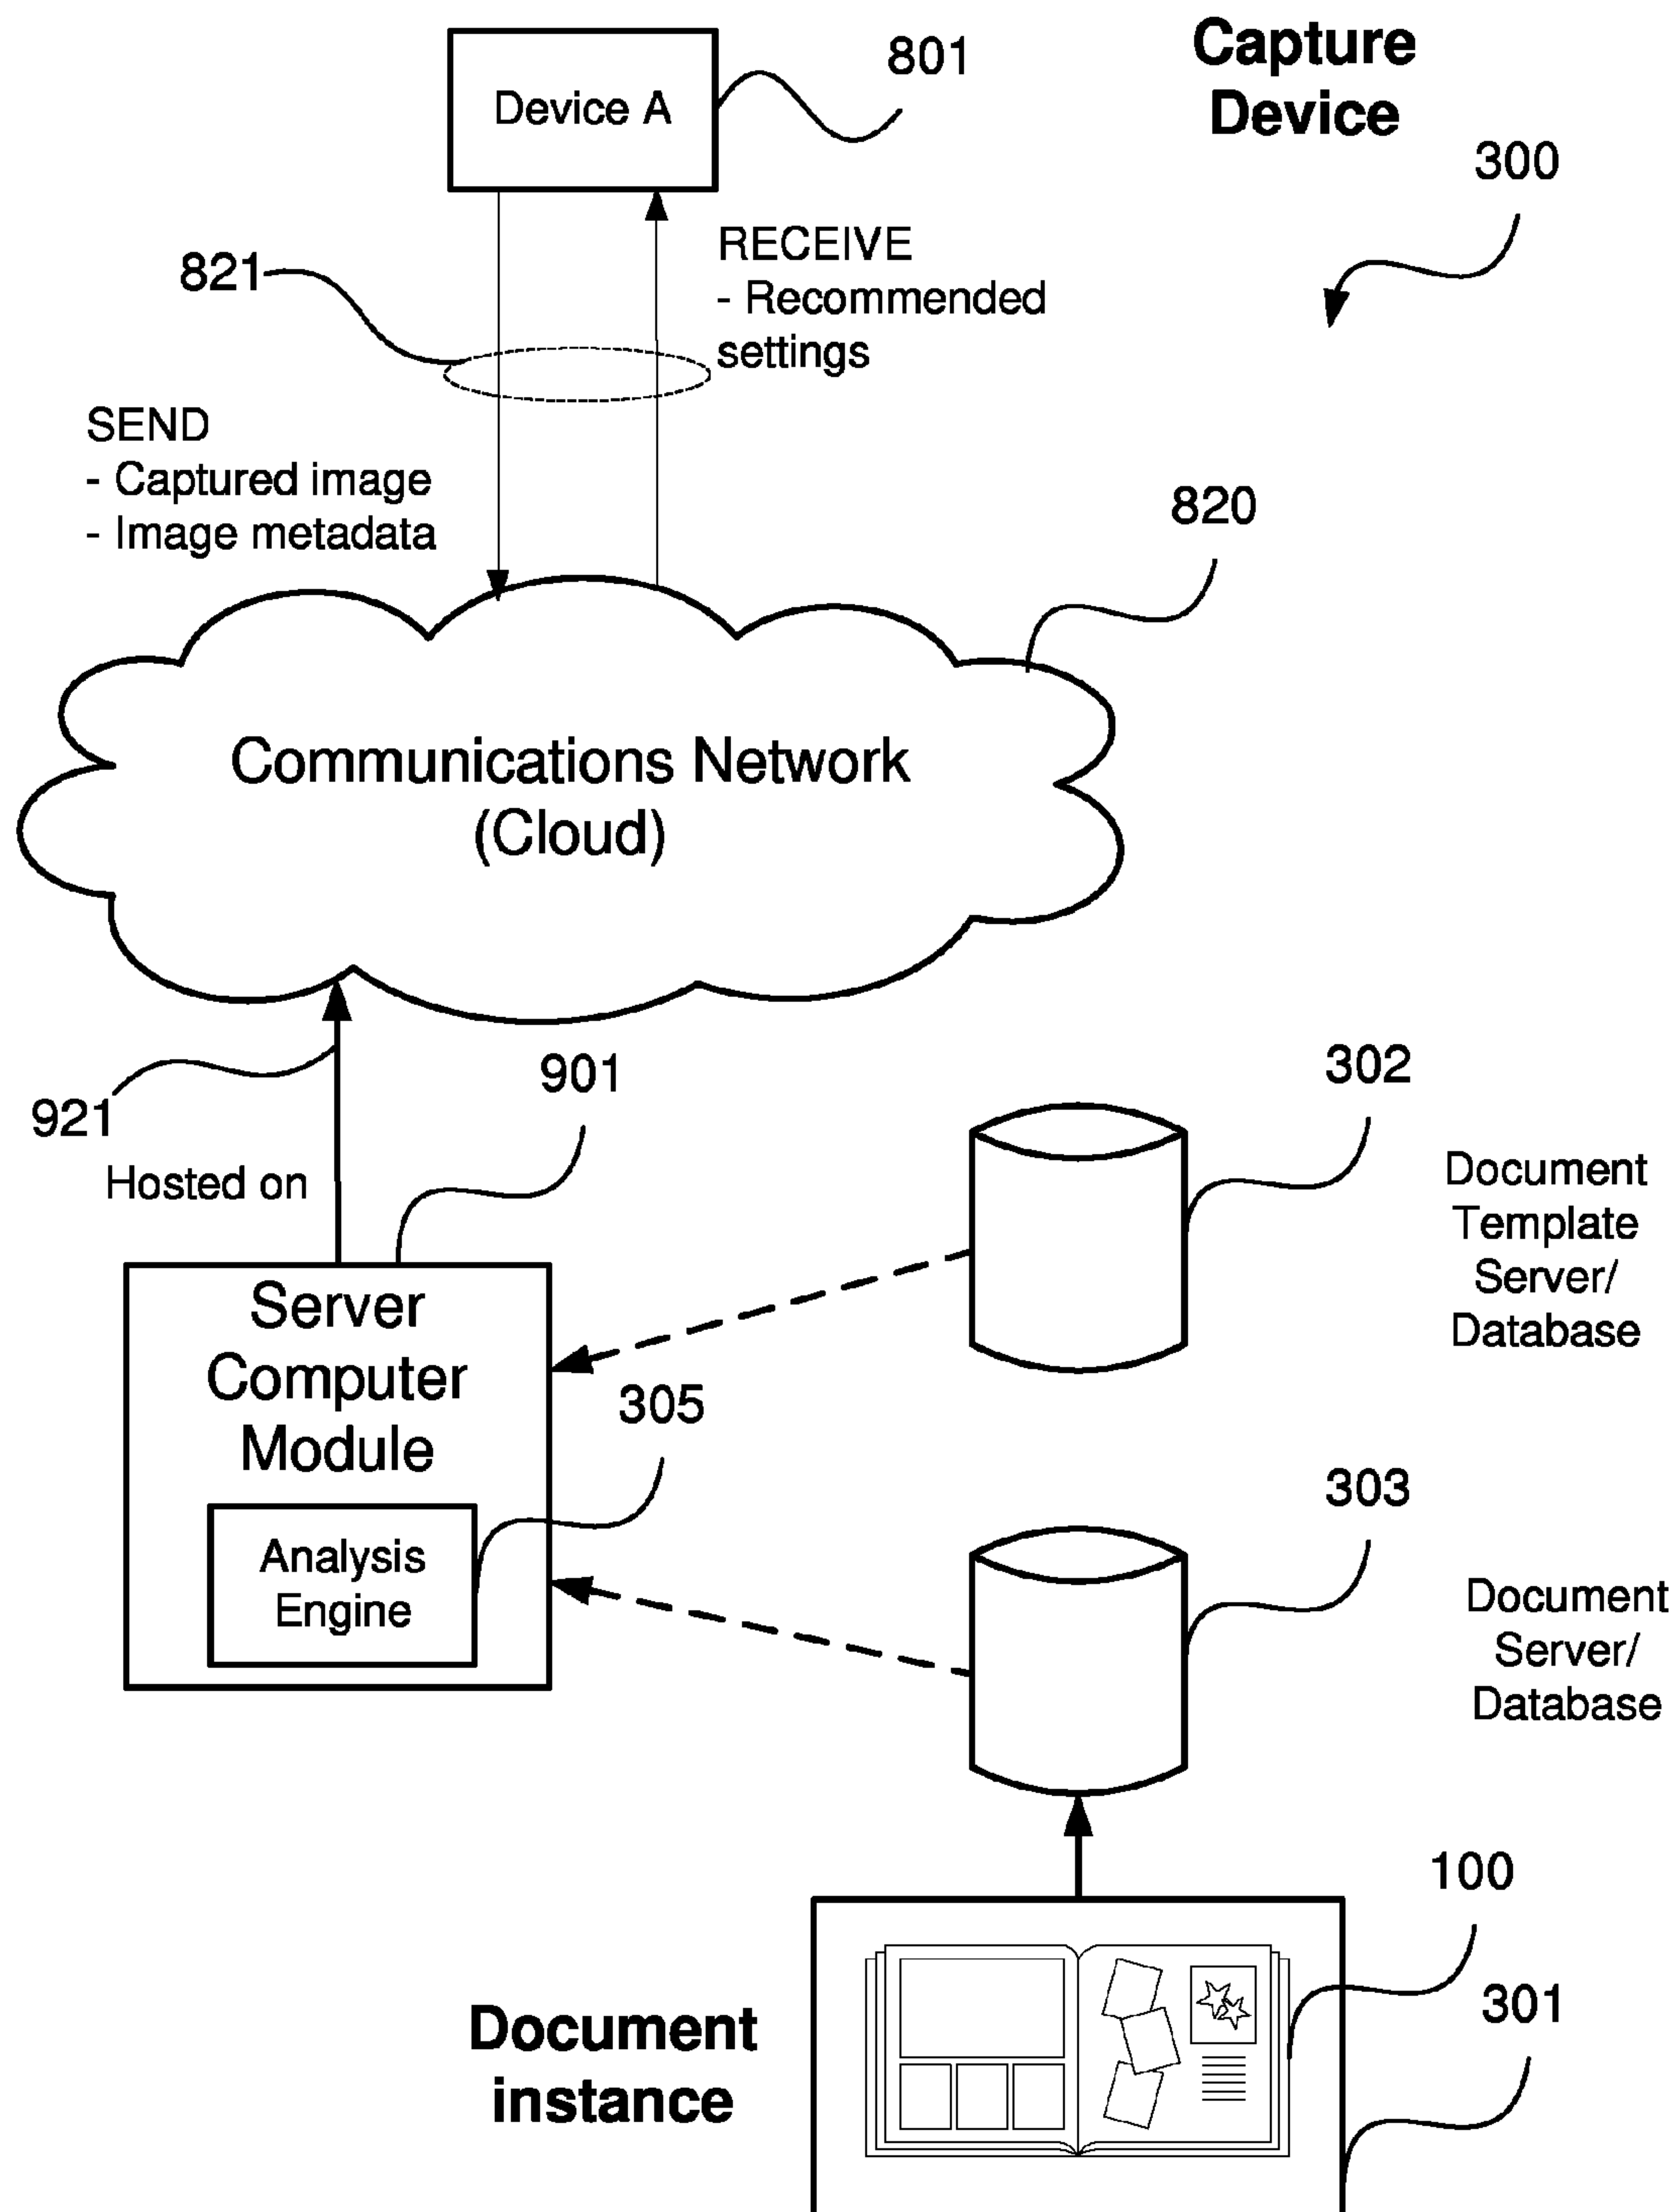 Capture
Device
801
Device A
300
821
RECEIVE
- Recommended
settings
SEND
- Captured image
- Image metadata
820
Communications Network
(Cloud)
921
901
Hosted on
302
Document
Template
Server/
Database
Server
Computer
Module
305
Analysis
Engine
303
Document
Server/
Database
100
301
Document
instance